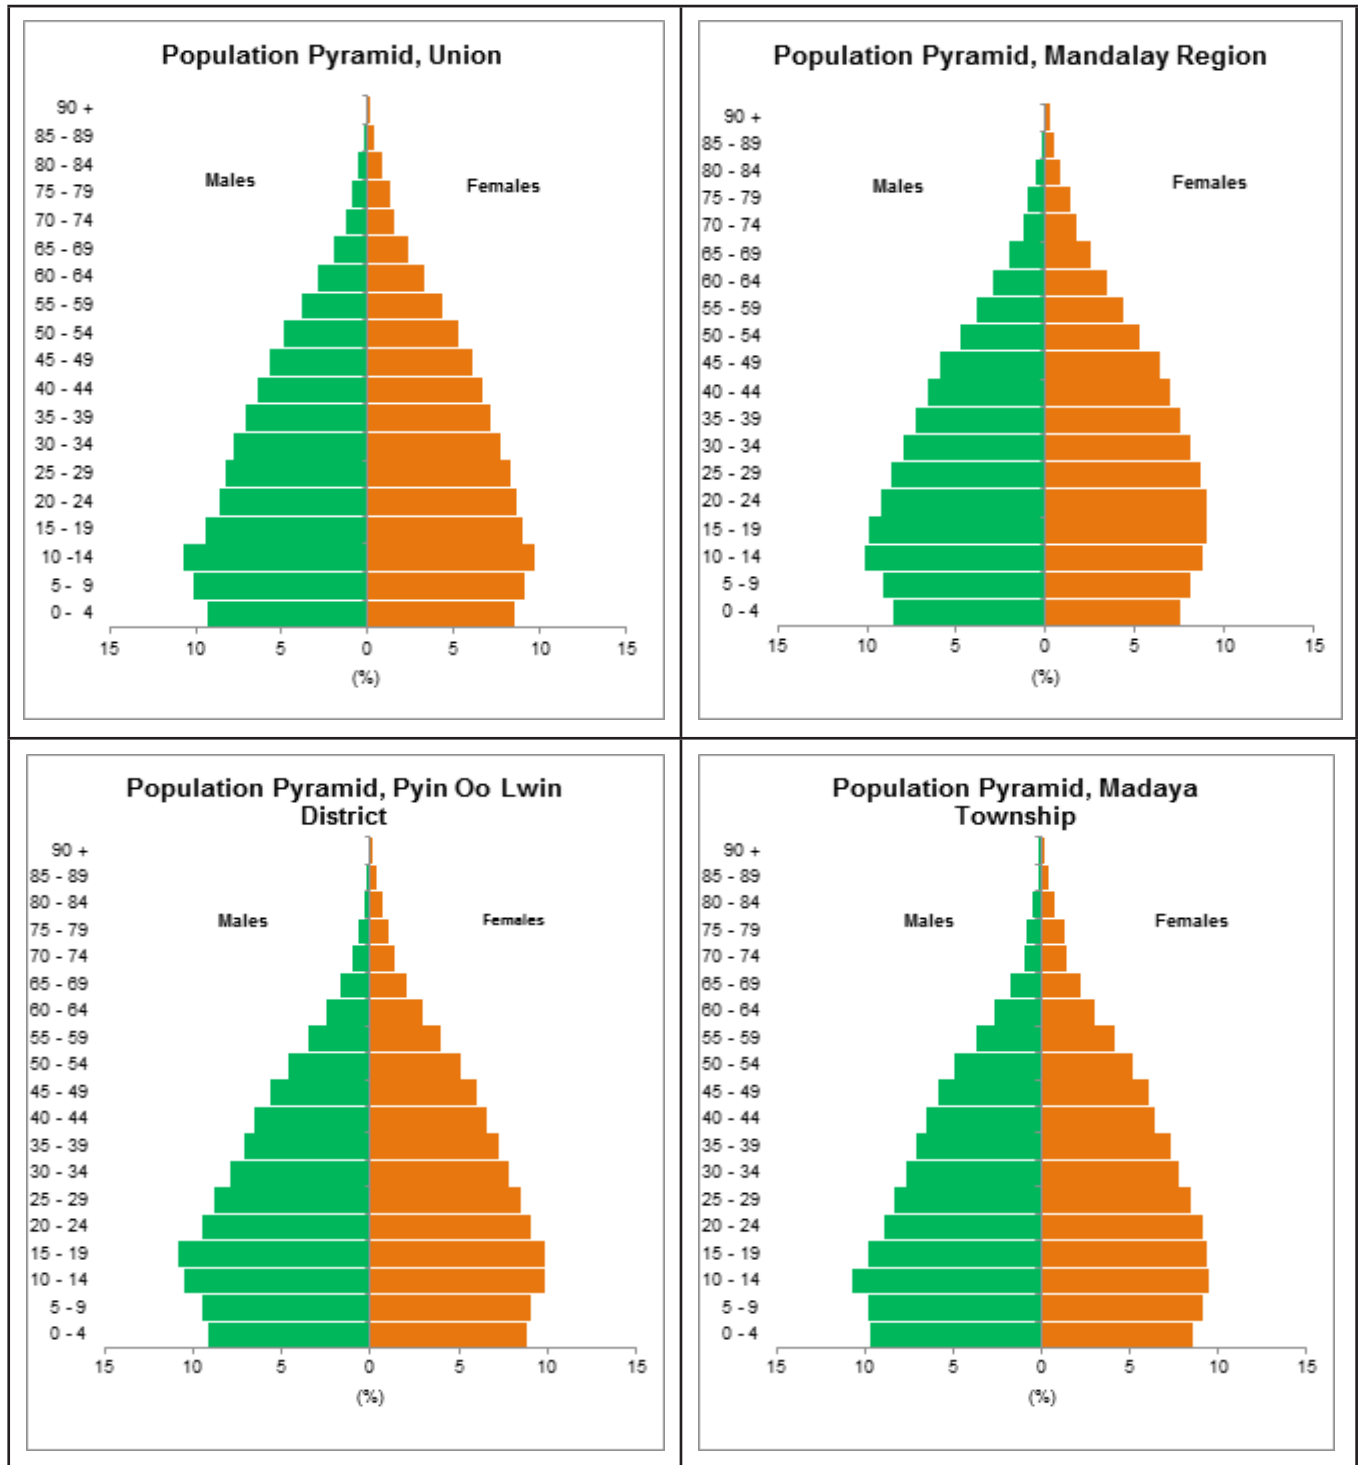 Population Pyramid, Union
90 +
85 - 89
80 - 84
75 - 79
70 - 74
65 - 69
60 - 64
55 - 59
50 - 54
45 - 49
40 - 44
35 - 39
30 - 34
25 - 29
20 - 24
15 - 19
10 -14
5 - 9
0 - 4
Males
Females
15 10 5 0 5 10 15
(%)
Population Pyramid, Mandalay Region
90 +
85 - 89
80 - 84
75 - 79
70 - 74
65 - 69
60 - 64
55 - 59
50 - 54
45 - 49
40 - 44
35 - 39
30 - 34
25 - 29
20 - 24
15 - 19
10 - 14
5 - 9
0 - 4
Males
Females
15 10 5 0 5 10 15
(%)
Population Pyramid, Pyin Oo Lwin
District
90 +
85 - 89
80 - 84
75 - 79
70 - 74
65 - 69
60 - 64
55 - 59
50 - 54
45 - 49
40 - 44
35 - 39
30 - 34
25 - 29
20 - 24
15 - 19
10 - 14
5 - 9
0 - 4
Males
Females
15 10 5 0 5 10 15
(%)
Population Pyramid, Madaya
Township
90 +
85 - 89
80 - 84
75 - 79
70 - 74
65 - 69
60 - 64
55 - 59
50 - 54
45 - 49
40 - 44
35 - 39
30 - 34
25 - 29
20 - 24
15 - 19
10 - 14
5 - 9
0 - 4
Males
Females
15 10 5 0 5 10 15
(%)